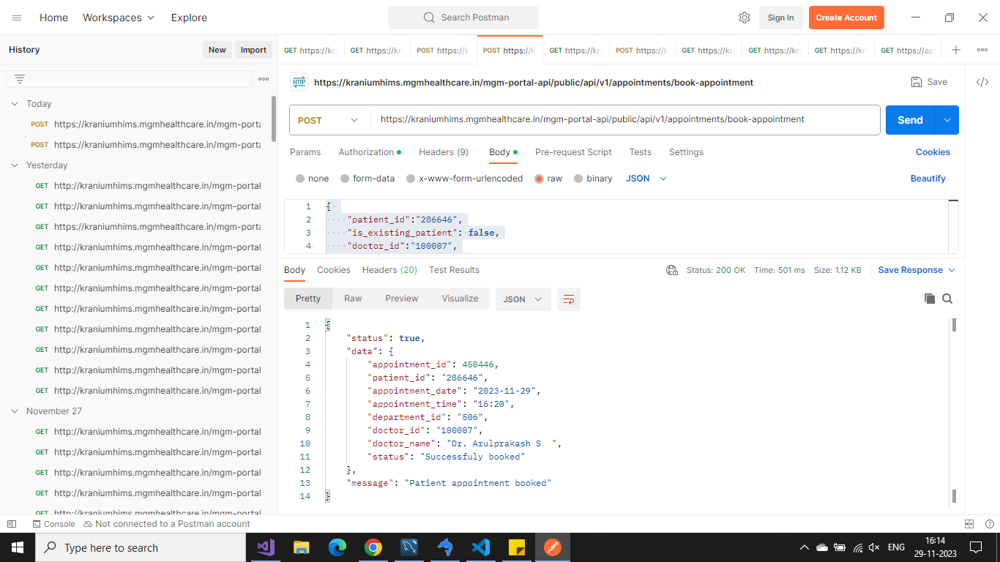 Home Workspaces Explore Search Postman Sign In Create Account
History New Import
GET https://kra GET https://kra POST https://k POST https://k GET https://kra POST https://k GET https://kra GET https://kra GET https://kra GET https://ap
HTTP https://kraniumhims.mgmhealthcare.in/mgm-portal-api/public/api/v1/appointments/book-appointment Save
Today
POST https://kraniumhims.mgmhealthcare.in/mgm-porta
POST https://kraniumhims.mgmhealthcare.in/mgm-porta
Yesterday
GET http://kraniumhims.mgmhealthcare.in/mgm-portal
GET http://kraniumhims.mgmhealthcare.in/mgm-portal
GET https://kraniumhims.mgmhealthcare.in/mgm-porta
GET http://kraniumhims.mgmhealthcare.in/mgm-portal
GET http://kraniumhims.mgmhealthcare.in/mgm-portal
GET http://kraniumhims.mgmhealthcare.in/mgm-portal
GET http://kraniumhims.mgmhealthcare.in/mgm-portal
GET http://kraniumhims.mgmhealthcare.in/mgm-portal
GET http://kraniumhims.mgmhealthcare.in/mgm-portal
GET http://kraniumhims.mgmhealthcare.in/mgm-portal
GET http://kraniumhims.mgmhealthcare.in/mgm-portal
November 27
GET http://kraniumhims.mgmhealthcare.in/mgm-portal
GET http://kraniumhims.mgmhealthcare.in/mgm-portal
GET http://kraniumhims.mgmhealthcare.in/mgm-portal
GET http://kraniumhims.mgmhealthcare.in/mgm-portal
GET http://kraniumhims.mgmhealthcare.in/mgm-portal
POST https://kraniumhims.mgmhealthcare.in/mgm-portal-api/public/api/v1/appointments/book-appointment Send
Params Authorization Headers (9) Body Pre-request Script Tests Settings Cookies
none form-data x-www-form-urlencoded raw binary JSON Beautify
1 {
2 "patient_id":"286646",
3 "is_existing_patient": false,
4 "doctor_id":"100007",
Body Cookies Headers (20) Test Results Status: 200 OK Time: 501 ms Size: 1.12 KB Save Response
Pretty Raw Preview Visualize JSON
1 {
2 "status": true,
3 "data": {
4 "appointment_id": 450446,
5 "patient_id": "286646",
6 "appointment_date": "2023-11-29",
7 "appointment_time": "16:20",
8 "department_id": "506",
9 "doctor_id": "100007",
10 "doctor_name": "Dr. Arulprakash S  ",
11 "status": "Successfuly booked"
12 },
13 "message": "Patient appointment booked"
14 }
Console Not connected to a Postman account
Type here to search ENG 16:14
29-11-2023